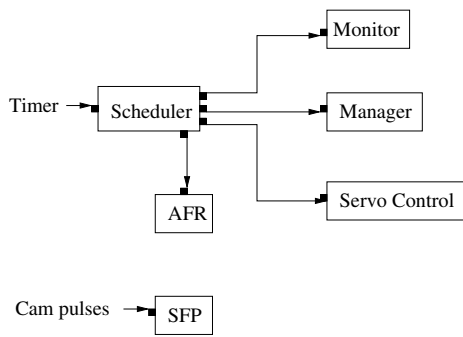 Monitor
Timer
Scheduler
Manager
AFR
Servo Control
Cam pulses
SFP